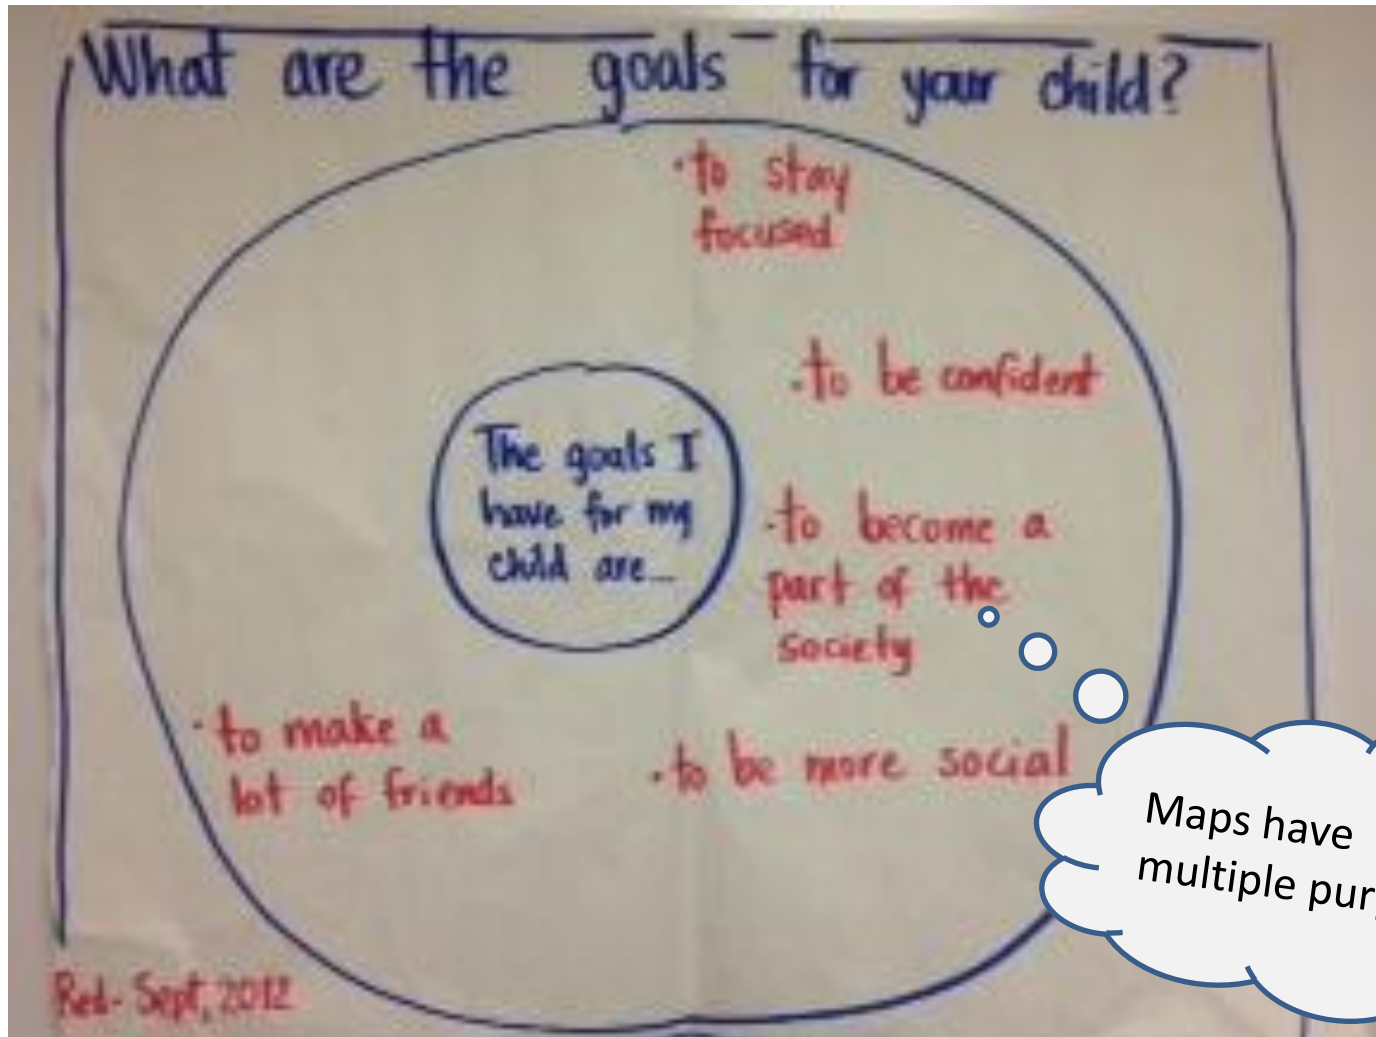 What are the goals for your child?
· to stay
focused
· to be confident
The goals I
have for my
child are...
· to become a
part of the
society
· to make a
lot of friends
· to be more social
Maps have
multiple
Red- Sept, 2012